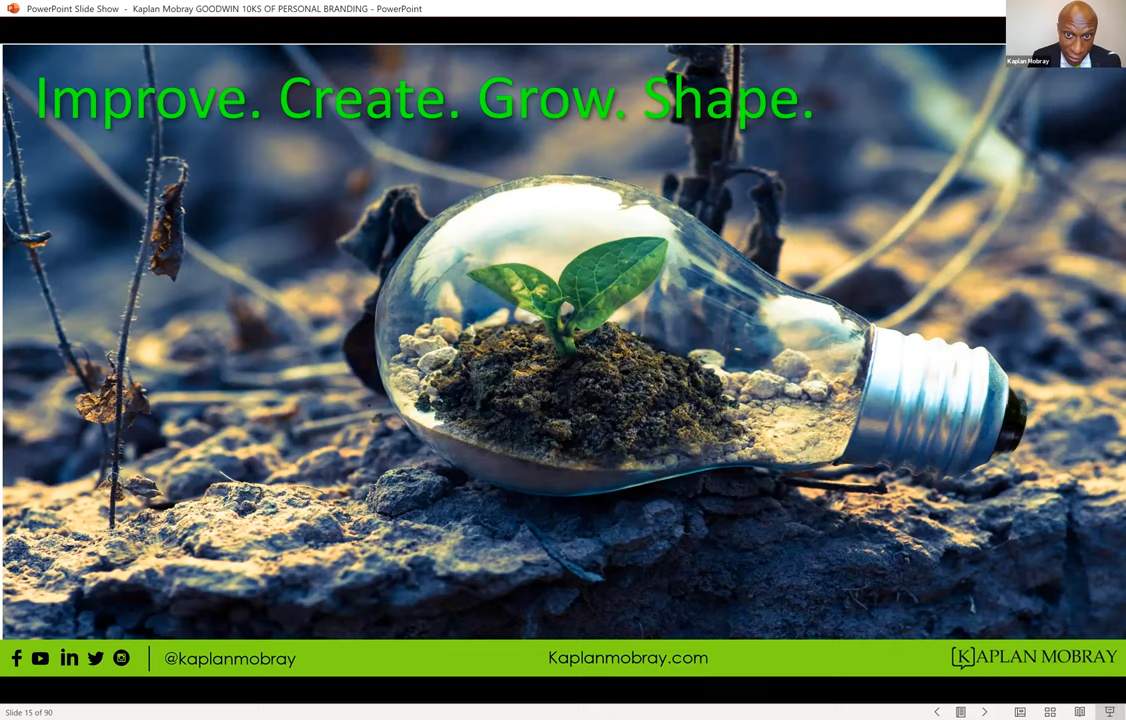 PowerPoint Slide Show - Kaplan Mobray GOODWIN 10KS OF PERSONAL BRANDING - PowerPoint
Kaplan Mobray
Improve. Create. Grow. Shape.
@kaplanmobray
Kaplanmobray.com
[K]APLAN MOBRAY
Slide 15 of 90